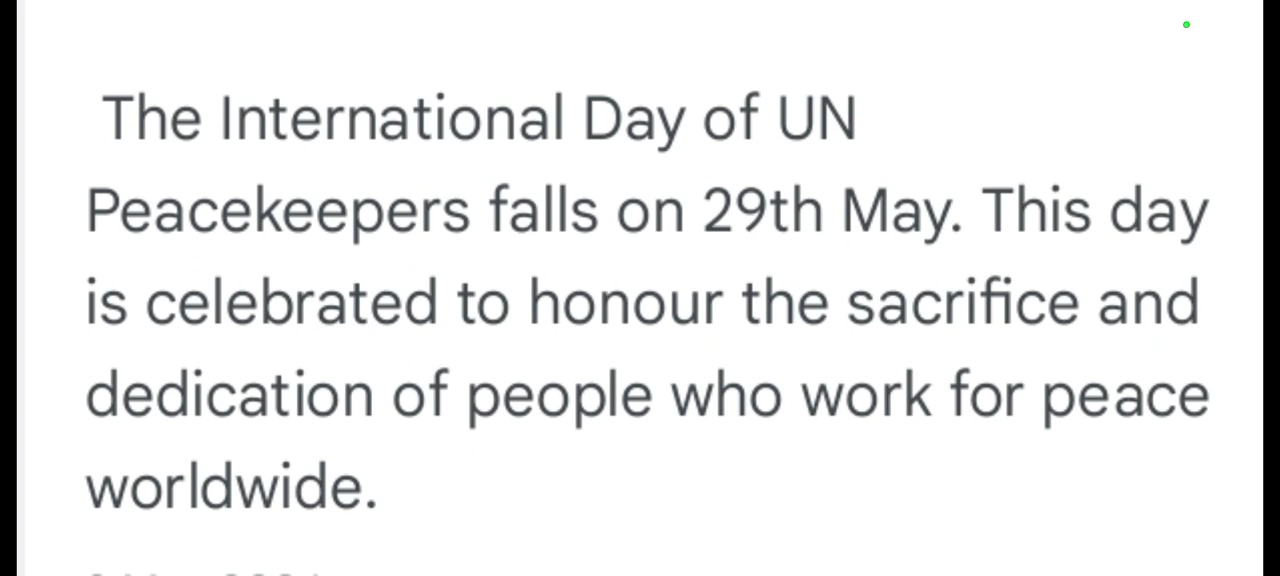 The International Day of UN
Peacekeepers falls on 29th May. This day
is celebrated to honour the sacrifice and
dedication of people who work for peace
worldwide.